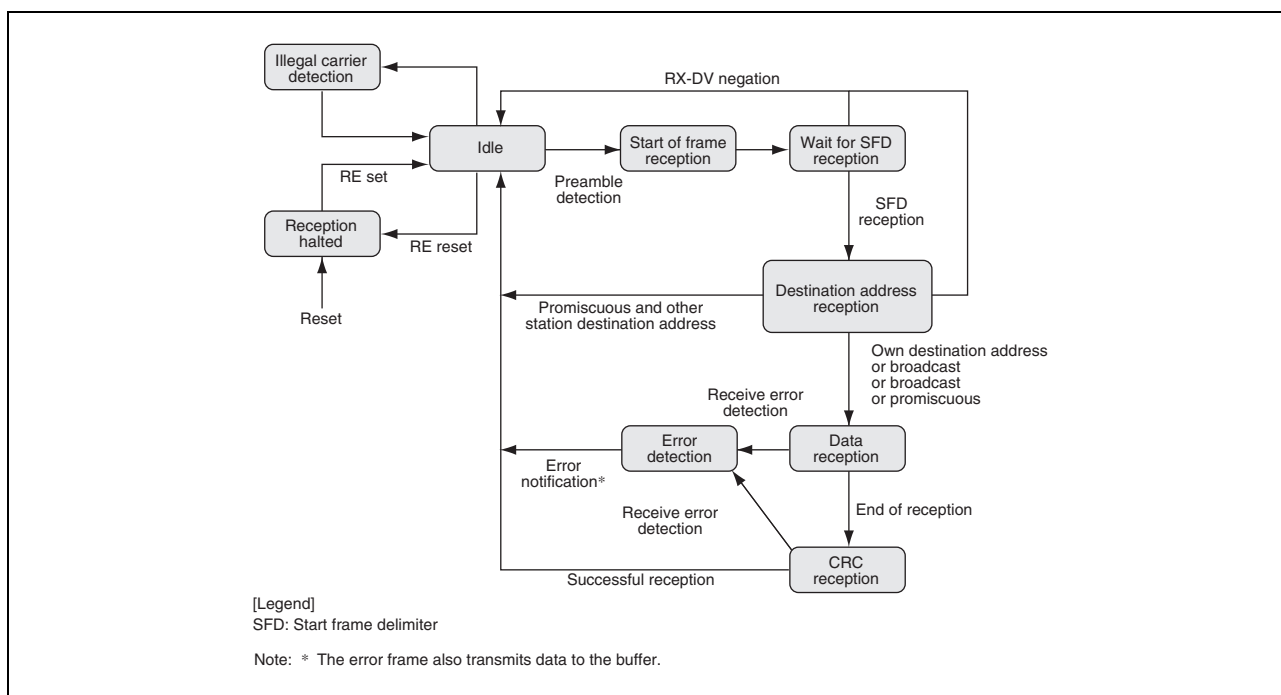 Illegal carrier
detection
RX-DV negation
Idle
Start of frame
reception
Wait for SFD
reception
Preamble
detection
RE set
SFD
reception
Reception
halted
RE reset
Destination address
reception
Reset
Promiscuous and other
station destination address
Own destination address
or broadcast
or broadcast
or promiscuous
Receive error
detection
Error
detection
Data
reception
Error
notification*
Receive error
detection
End of reception
CRC
reception
Successful reception
[Legend]
SFD: Start frame delimiter
Note: * The error frame also transmits data to the buffer.